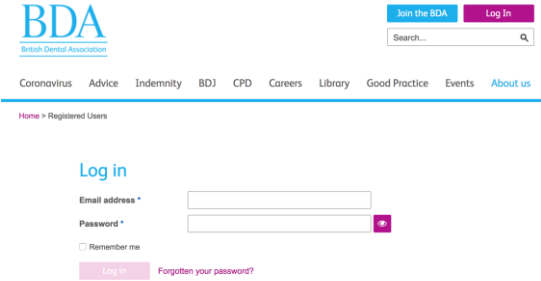 BDA
British Dental Association
Join the BDA
Log In
Search...
Coronavirus Advice Indemnity BDJ CPD Careers Library Good Practice Events About us
Home > Registered Users
Log in
Email address *
Password *
Remember me
Log in Forgotten your password?